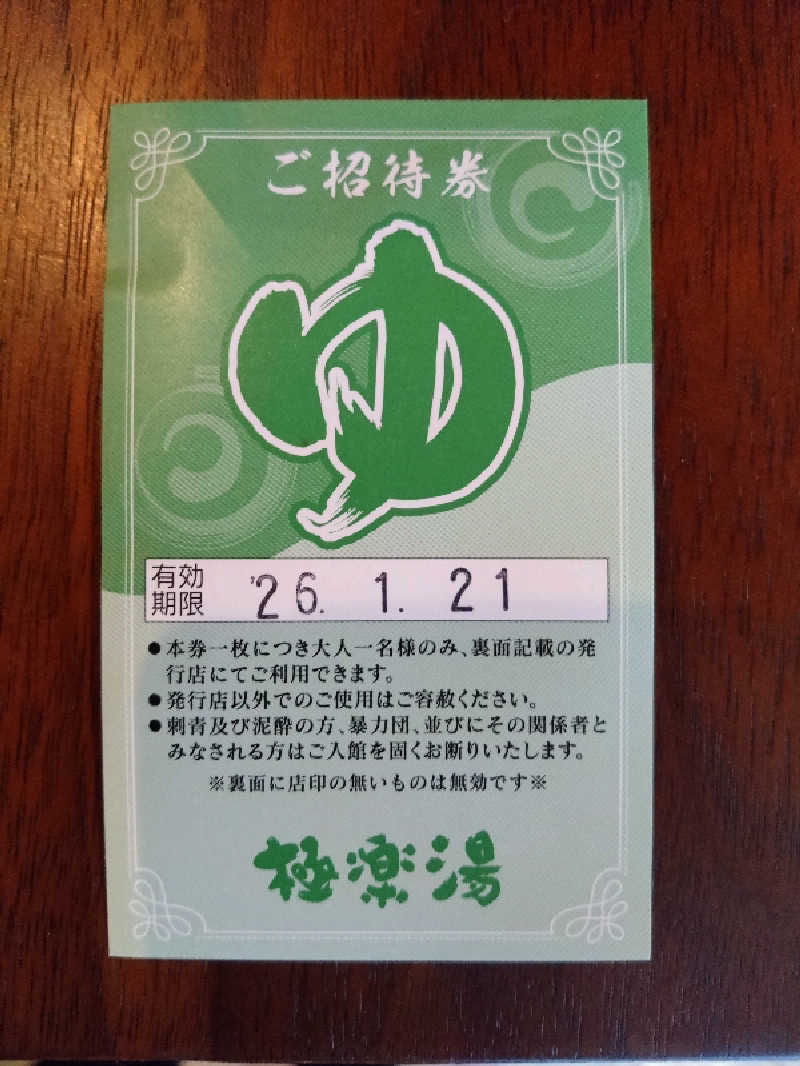 ご招待券
ゆ
有効
期限
'26. 1. 21
●本券一枚につき大人一名様のみ、裏面記載の発
行店にてご利用できます。
●発行店以外でのご使用はご容赦ください。
●刺青及び泥酔の方、暴力団、並びにその関係者と
みなされる方はご入館を固くお断りいたします。
※裏面に店印の無いものは無効です※
極楽湯